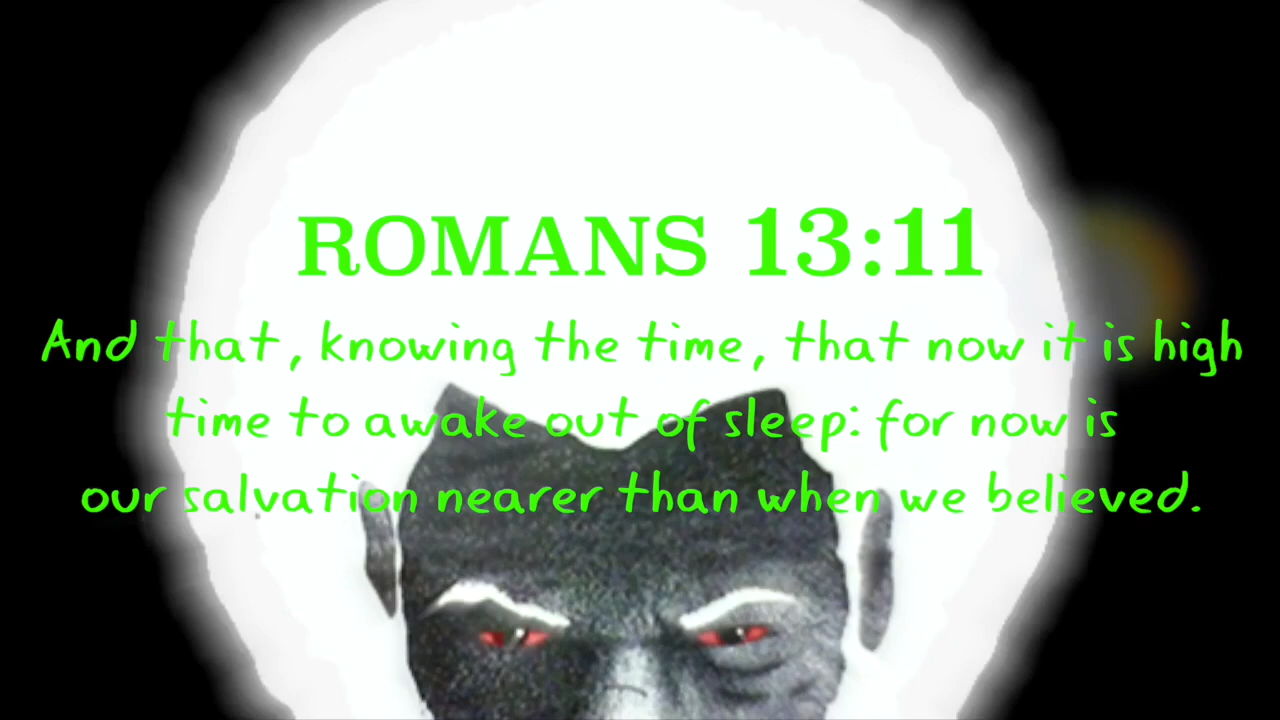 ROMANS 13:11
And that, knowing the time, that now it is high
time to awake out of sleep: for now is
our salvation nearer than when we believed.